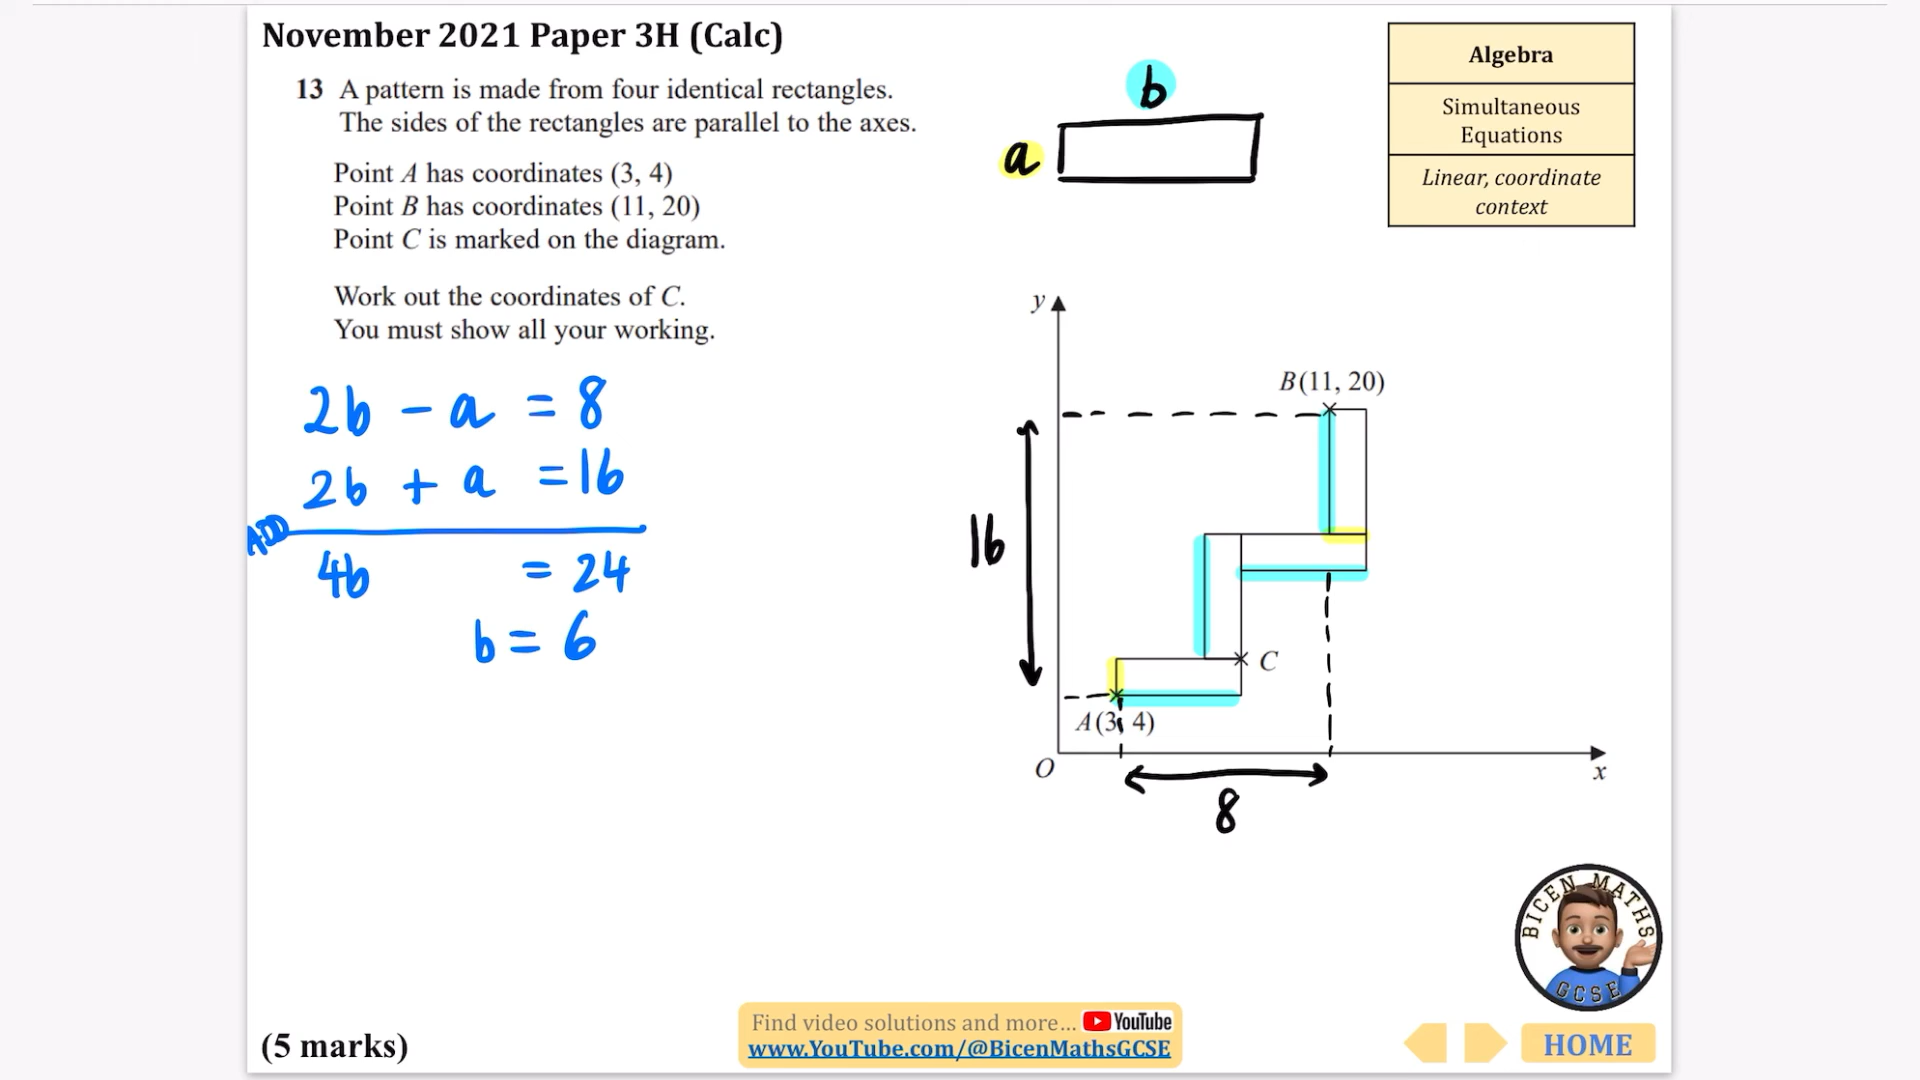 November 2021 Paper 3H (Calc)
13 A pattern is made from four identical rectangles.
The sides of the rectangles are parallel to the axes.
Point A has coordinates (3, 4)
Point B has coordinates (11, 20)
Point C is marked on the diagram.
Work out the coordinates of C.
You must show all your working.
2b - a = 8
2b + a = 16
ADD
4b = 24
b = 6
b
a
Algebra
Simultaneous
Equations
Linear, coordinate
context
y
B(11, 20)
16
C
A(3, 4)
O
x
8
BICEN MATHS
GCSE
(5 marks)
Find video solutions and more... YouTube
www.YouTube.com/@BicenMathsGCSE
HOME